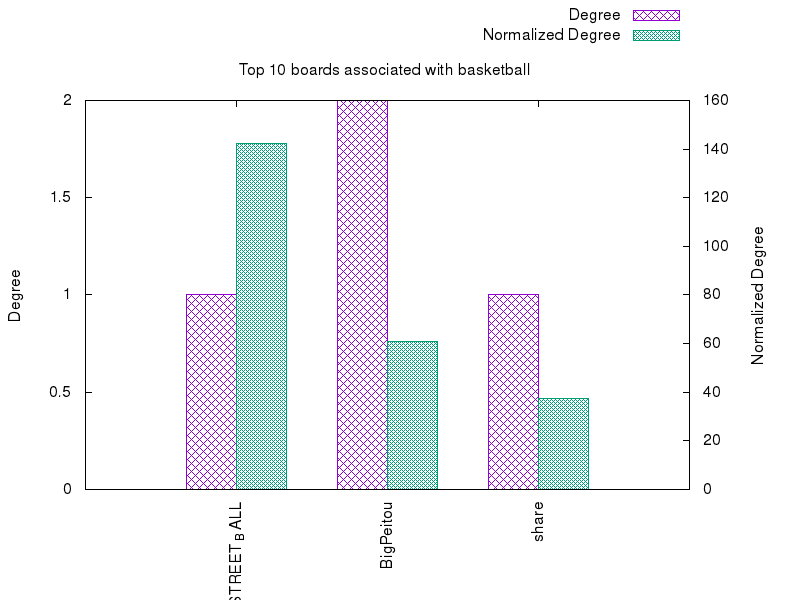 Degree
Normalized Degree
Top 10 boards associated with basketball
2
1.5
1
0.5
0
160
140
120
100
80
60
40
20
0
Degree
Normalized Degree
STREET_B ALL
BigPeitou
share